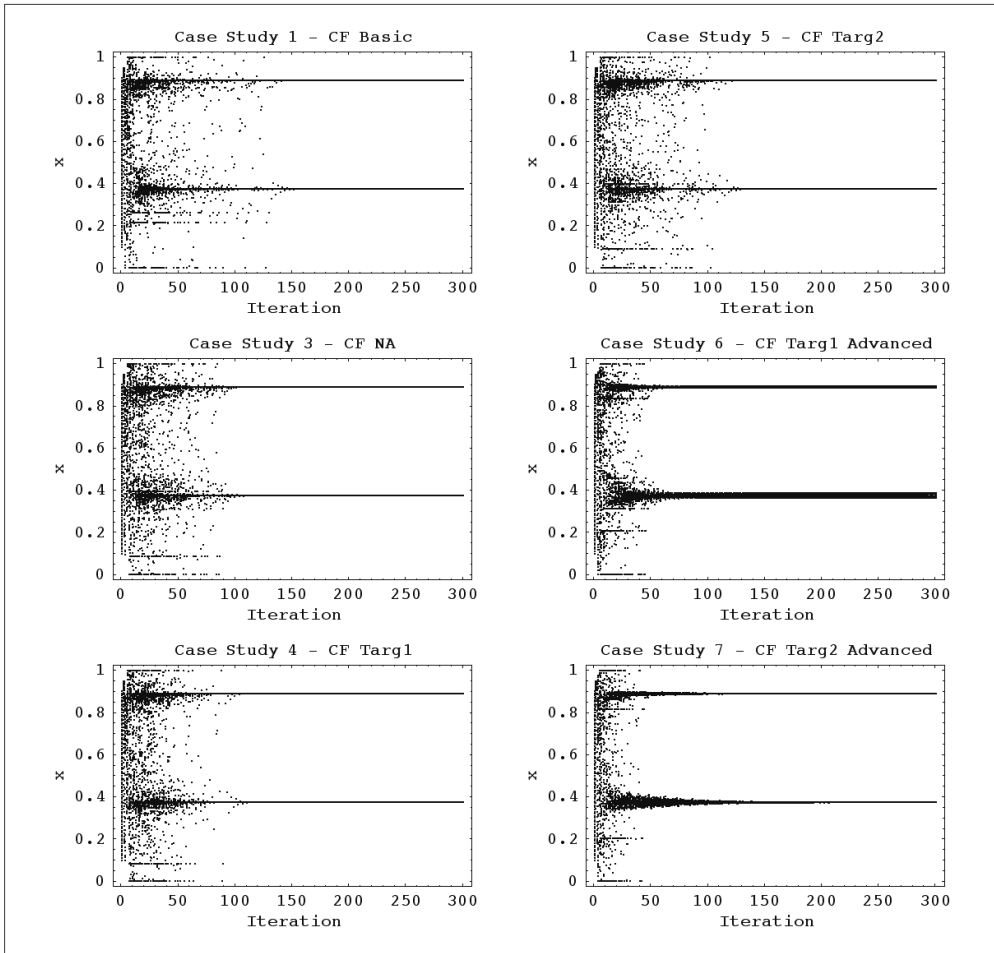 Case Study 1 - CF Basic
1
0.8
0.6
0.4
0.2
0
x
0 50 100 150 200 250 300
Iteration
Case Study 5 - CF Targ2
1
0.8
0.6
0.4
0.2
0
x
0 50 100 150 200 250 300
Iteration
Case Study 3 - CF NA
1
0.8
0.6
0.4
0.2
0
x
0 50 100 150 200 250 300
Iteration
Case Study 6 - CF Targ1 Advanced
1
0.8
0.6
0.4
0.2
0
x
0 50 100 150 200 250 300
Iteration
Case Study 4 - CF Targ1
1
0.8
0.6
0.4
0.2
0
x
0 50 100 150 200 250 300
Iteration
Case Study 7 - CF Targ2 Advanced
1
0.8
0.6
0.4
0.2
0
x
0 50 100 150 200 250 300
Iteration